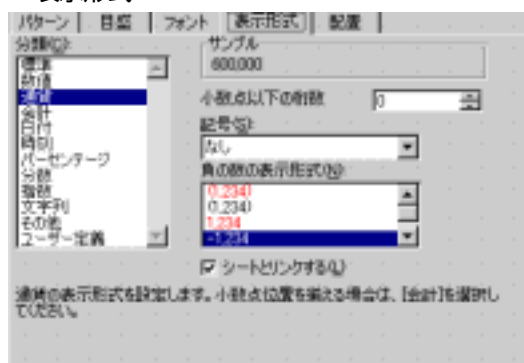 パターン 目盛 フォント 表示形式 配置
分類(C):
標準
数値
通貨
会計
日付
時刻
パーセンテージ
分数
指数
文字列
その他
ユーザー定義
サンプル
600,000
小数点以下の桁数 0
記号(S):
なし
負の数の表示形式(N):
(1,234)
(1,234)
1,234
-1,234
シートとリンクする(L)
通貨の表示形式を設定します。小数点位置を揃える場合は、[会計]を選択し
てください。